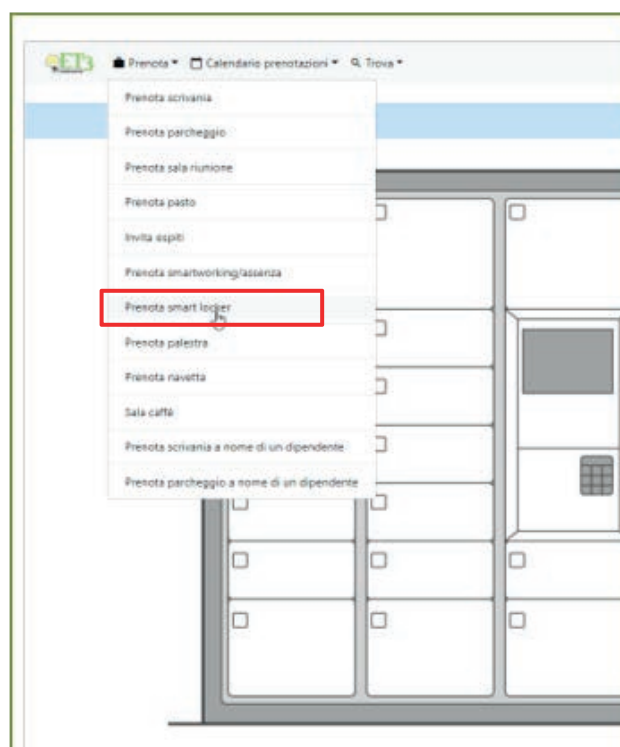 ET3
Prenota Calendario prenotazioni Trova
Prenota scrivania
Prenota parcheggio
Prenota sala riunione
Prenota pasto
Invita ospiti
Prenota smartworking/assenza
Prenota smart locker
Prenota palestra
Prenota navetta
Sala caffè
Prenota scrivania a nome di un dipendente
Prenota parcheggio a nome di un dipendente